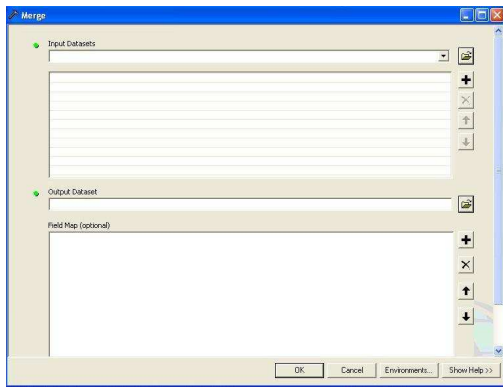 Merge
Input Datasets
Output Dataset
Field Map (optional)
OK
Cancel
Environments...
Show Help >>